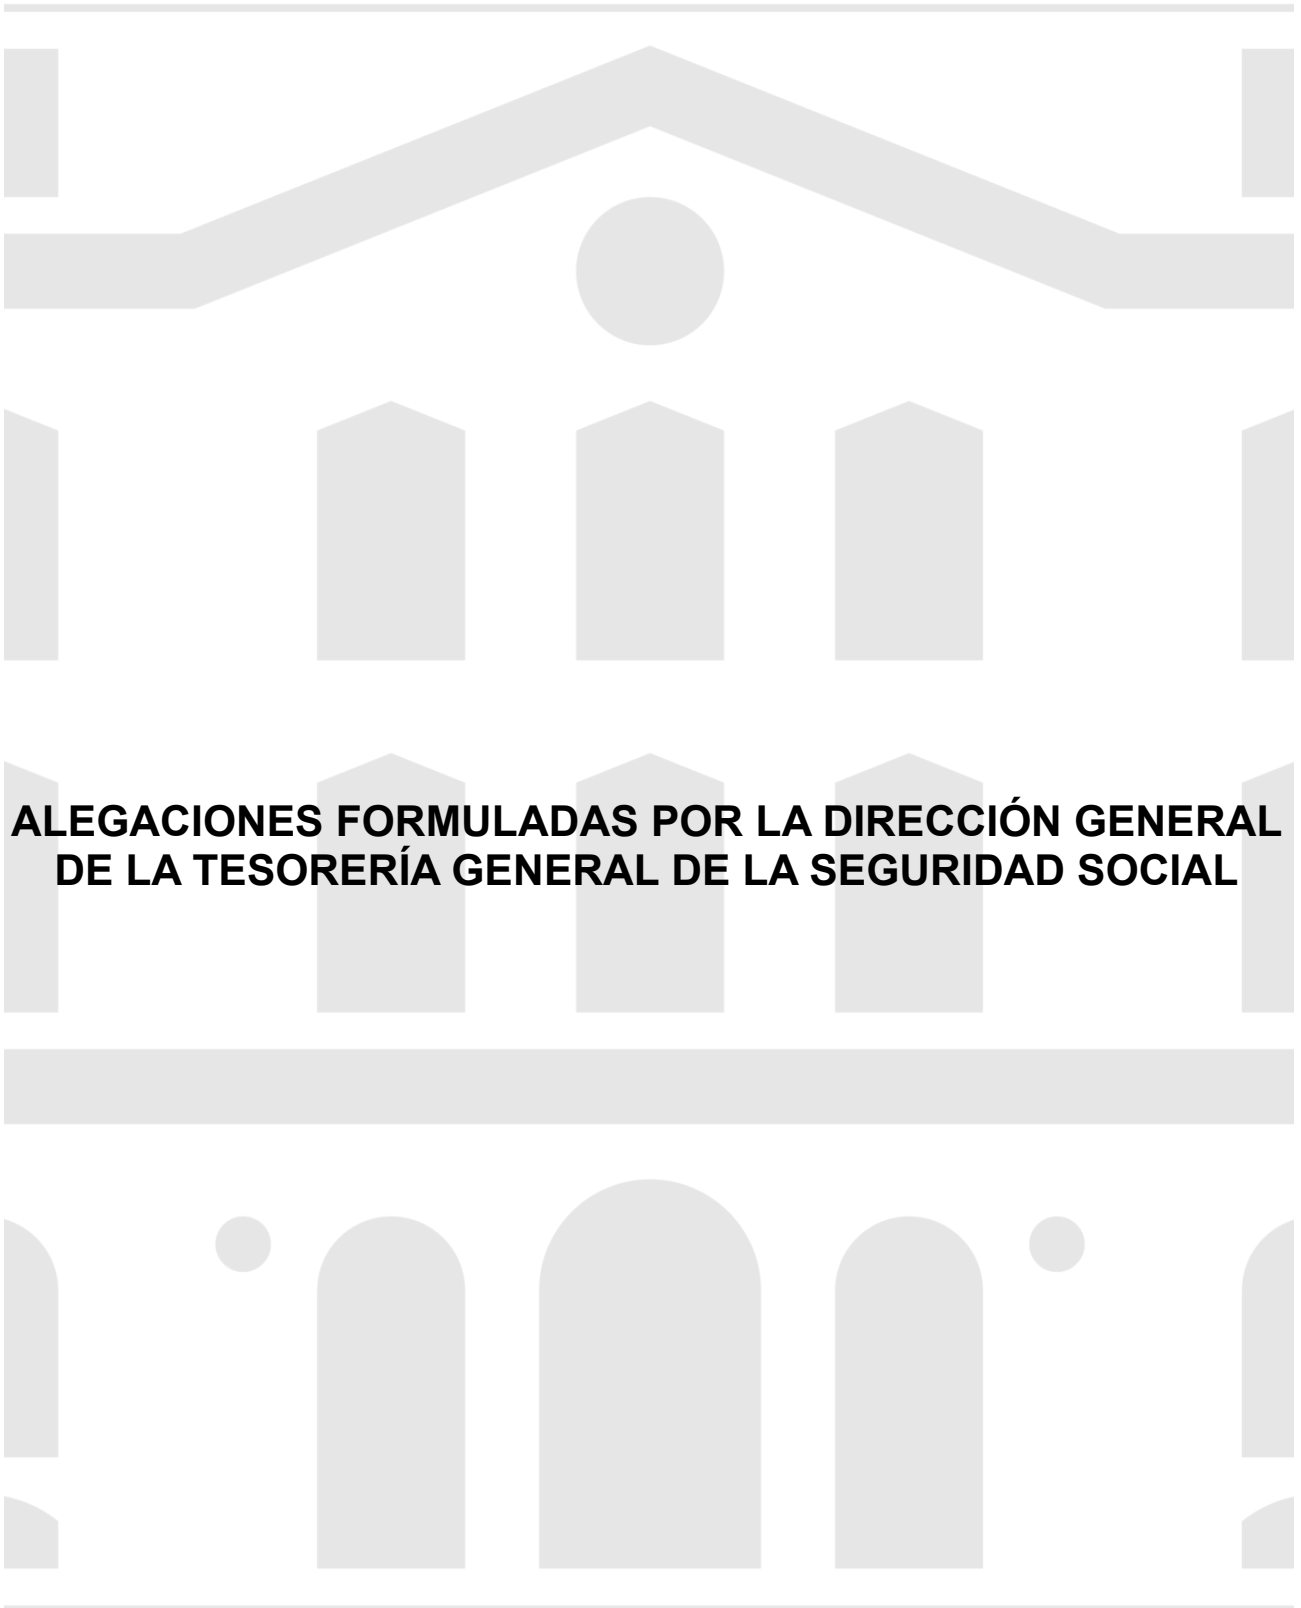 ALEGACIONES FORMULADAS POR LA DIRECCIÓN GENERAL
DE LA TESORERÍA GENERAL DE LA SEGURIDAD SOCIAL